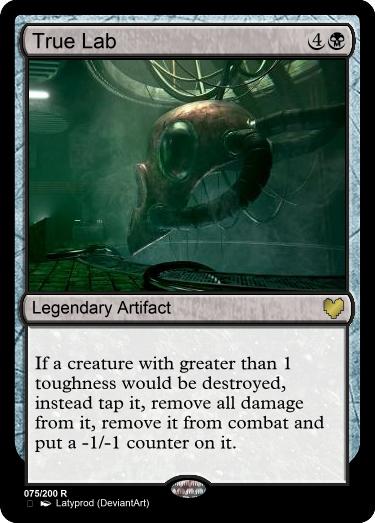 True Lab 4
Legendary Artifact
If a creature with greater than 1
toughness would be destroyed,
instead tap it, remove all damage
from it, remove it from combat and
put a -1/-1 counter on it.
075/200 R
Latyprod (DeviantArt)